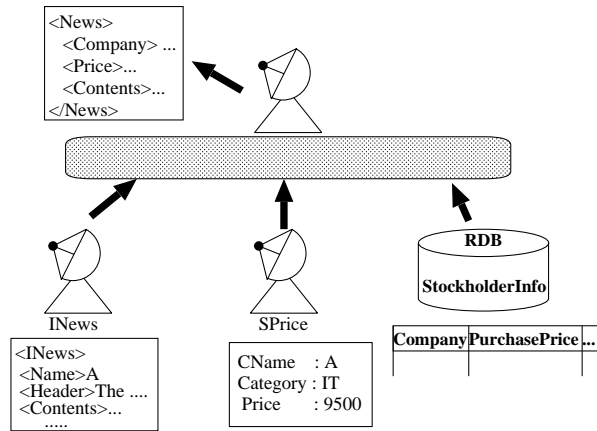 <News>
<Company> ...
<Price>...
<Contents>...
</News>
RDB
StockholderInfo
INews
SPrice
Company PurchasePrice ...
<INews>
<Name>A
<Header>The ....
<Contents>...
.....
CName : A
Category : IT
Price : 9500